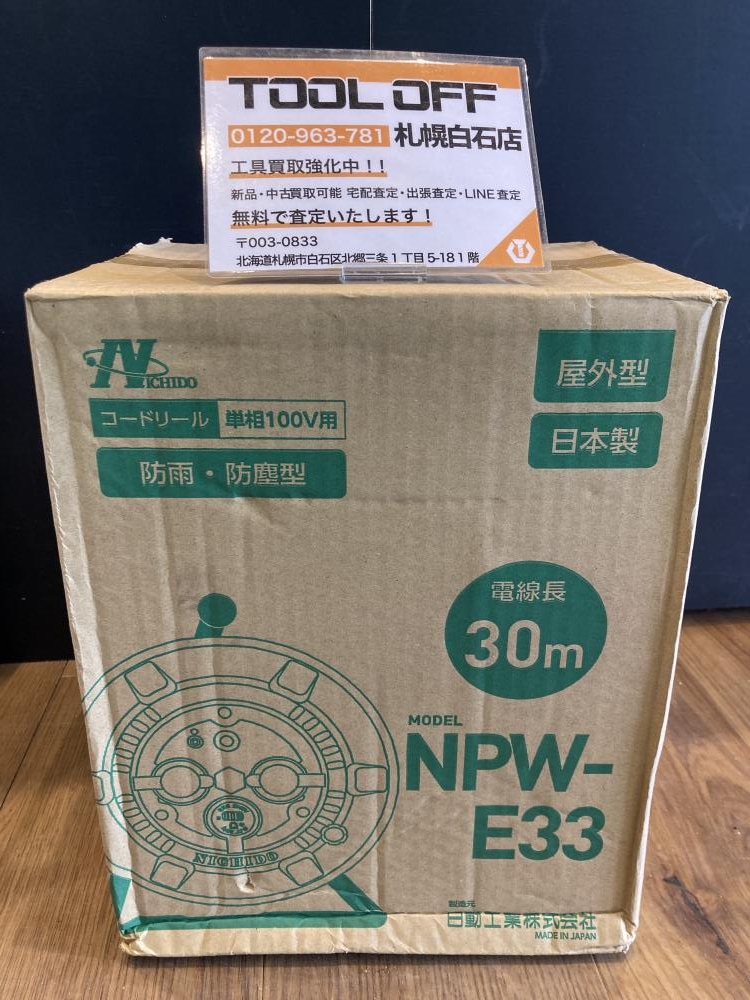 TOOL OFF
0120-963-781 札幌白石店
工具買取強化中！！
新品・中古買取可能 宅配査定・出張査定・LINE査定
無料で査定いたします！
〒003-0833
北海道札幌市白石区北郷三条1丁目5-18 1階
NICHIDO
コードリール 単相100V用
防雨・防塵型
屋外型
日本製
電線長
30m
MODEL
NPW-
E33
NICHIDO
製造元
日動工業株式会社
MADE IN JAPAN